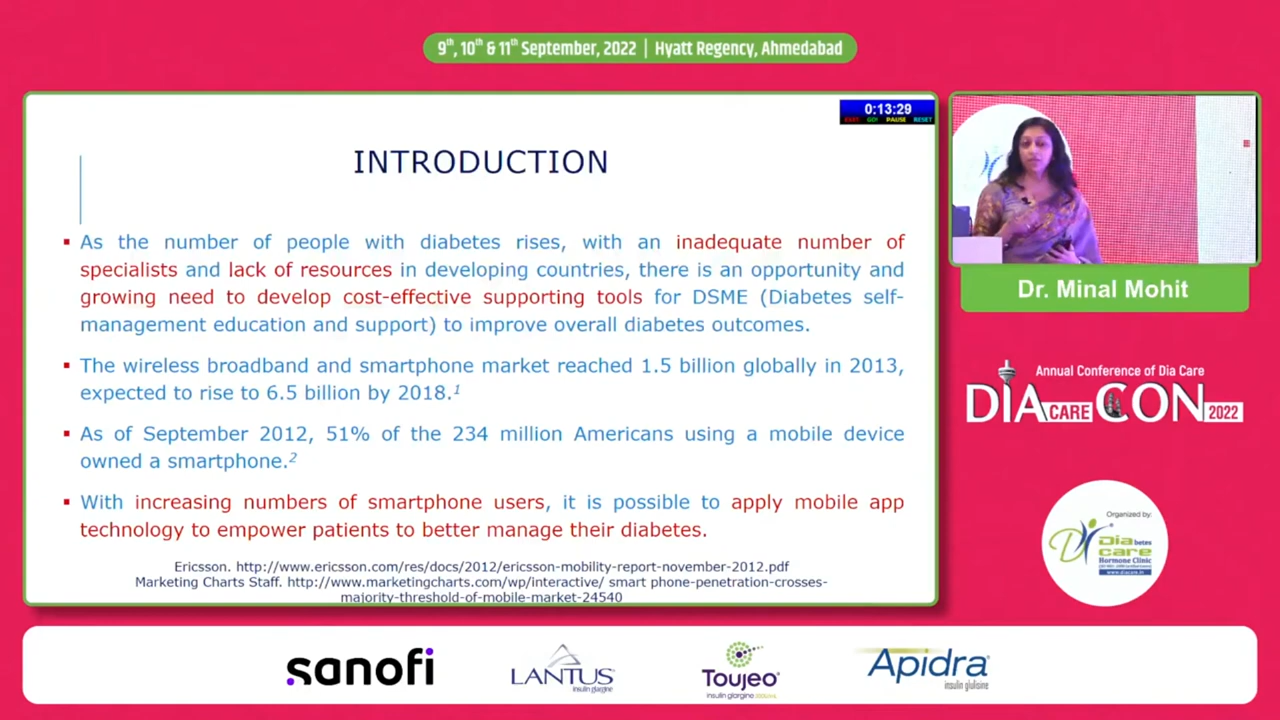 9th, 10th & 11th September, 2022 | Hyatt Regency, Ahmedabad
0:13:29
EXIT GO! PAUSE RESET
INTRODUCTION
▪ As the number of people with diabetes rises, with an inadequate number of
specialists and lack of resources in developing countries, there is an opportunity and
growing need to develop cost-effective supporting tools for DSME (Diabetes self-
management education and support) to improve overall diabetes outcomes.
▪ The wireless broadband and smartphone market reached 1.5 billion globally in 2013,
expected to rise to 6.5 billion by 2018.1
▪ As of September 2012, 51% of the 234 million Americans using a mobile device
owned a smartphone.2
▪ With increasing numbers of smartphone users, it is possible to apply mobile app
technology to empower patients to better manage their diabetes.
Ericsson. http://www.ericsson.com/res/docs/2012/ericsson-mobility-report-november-2012.pdf
Marketing Charts Staff. http://www.marketingcharts.com/wp/interactive/ smart phone-penetration-crosses-
majority-threshold-of-mobile-market-24540
Dr. Minal Mohit
Annual Conference of Dia Care
DIA CARE CON 2022
Organized by:
Diabetes
care
Hormone Clinic
www.diacare.in
sanofi
LANTUS
insulin glargine
Toujeo
insulin glargine
Apidra
insulin glulisine